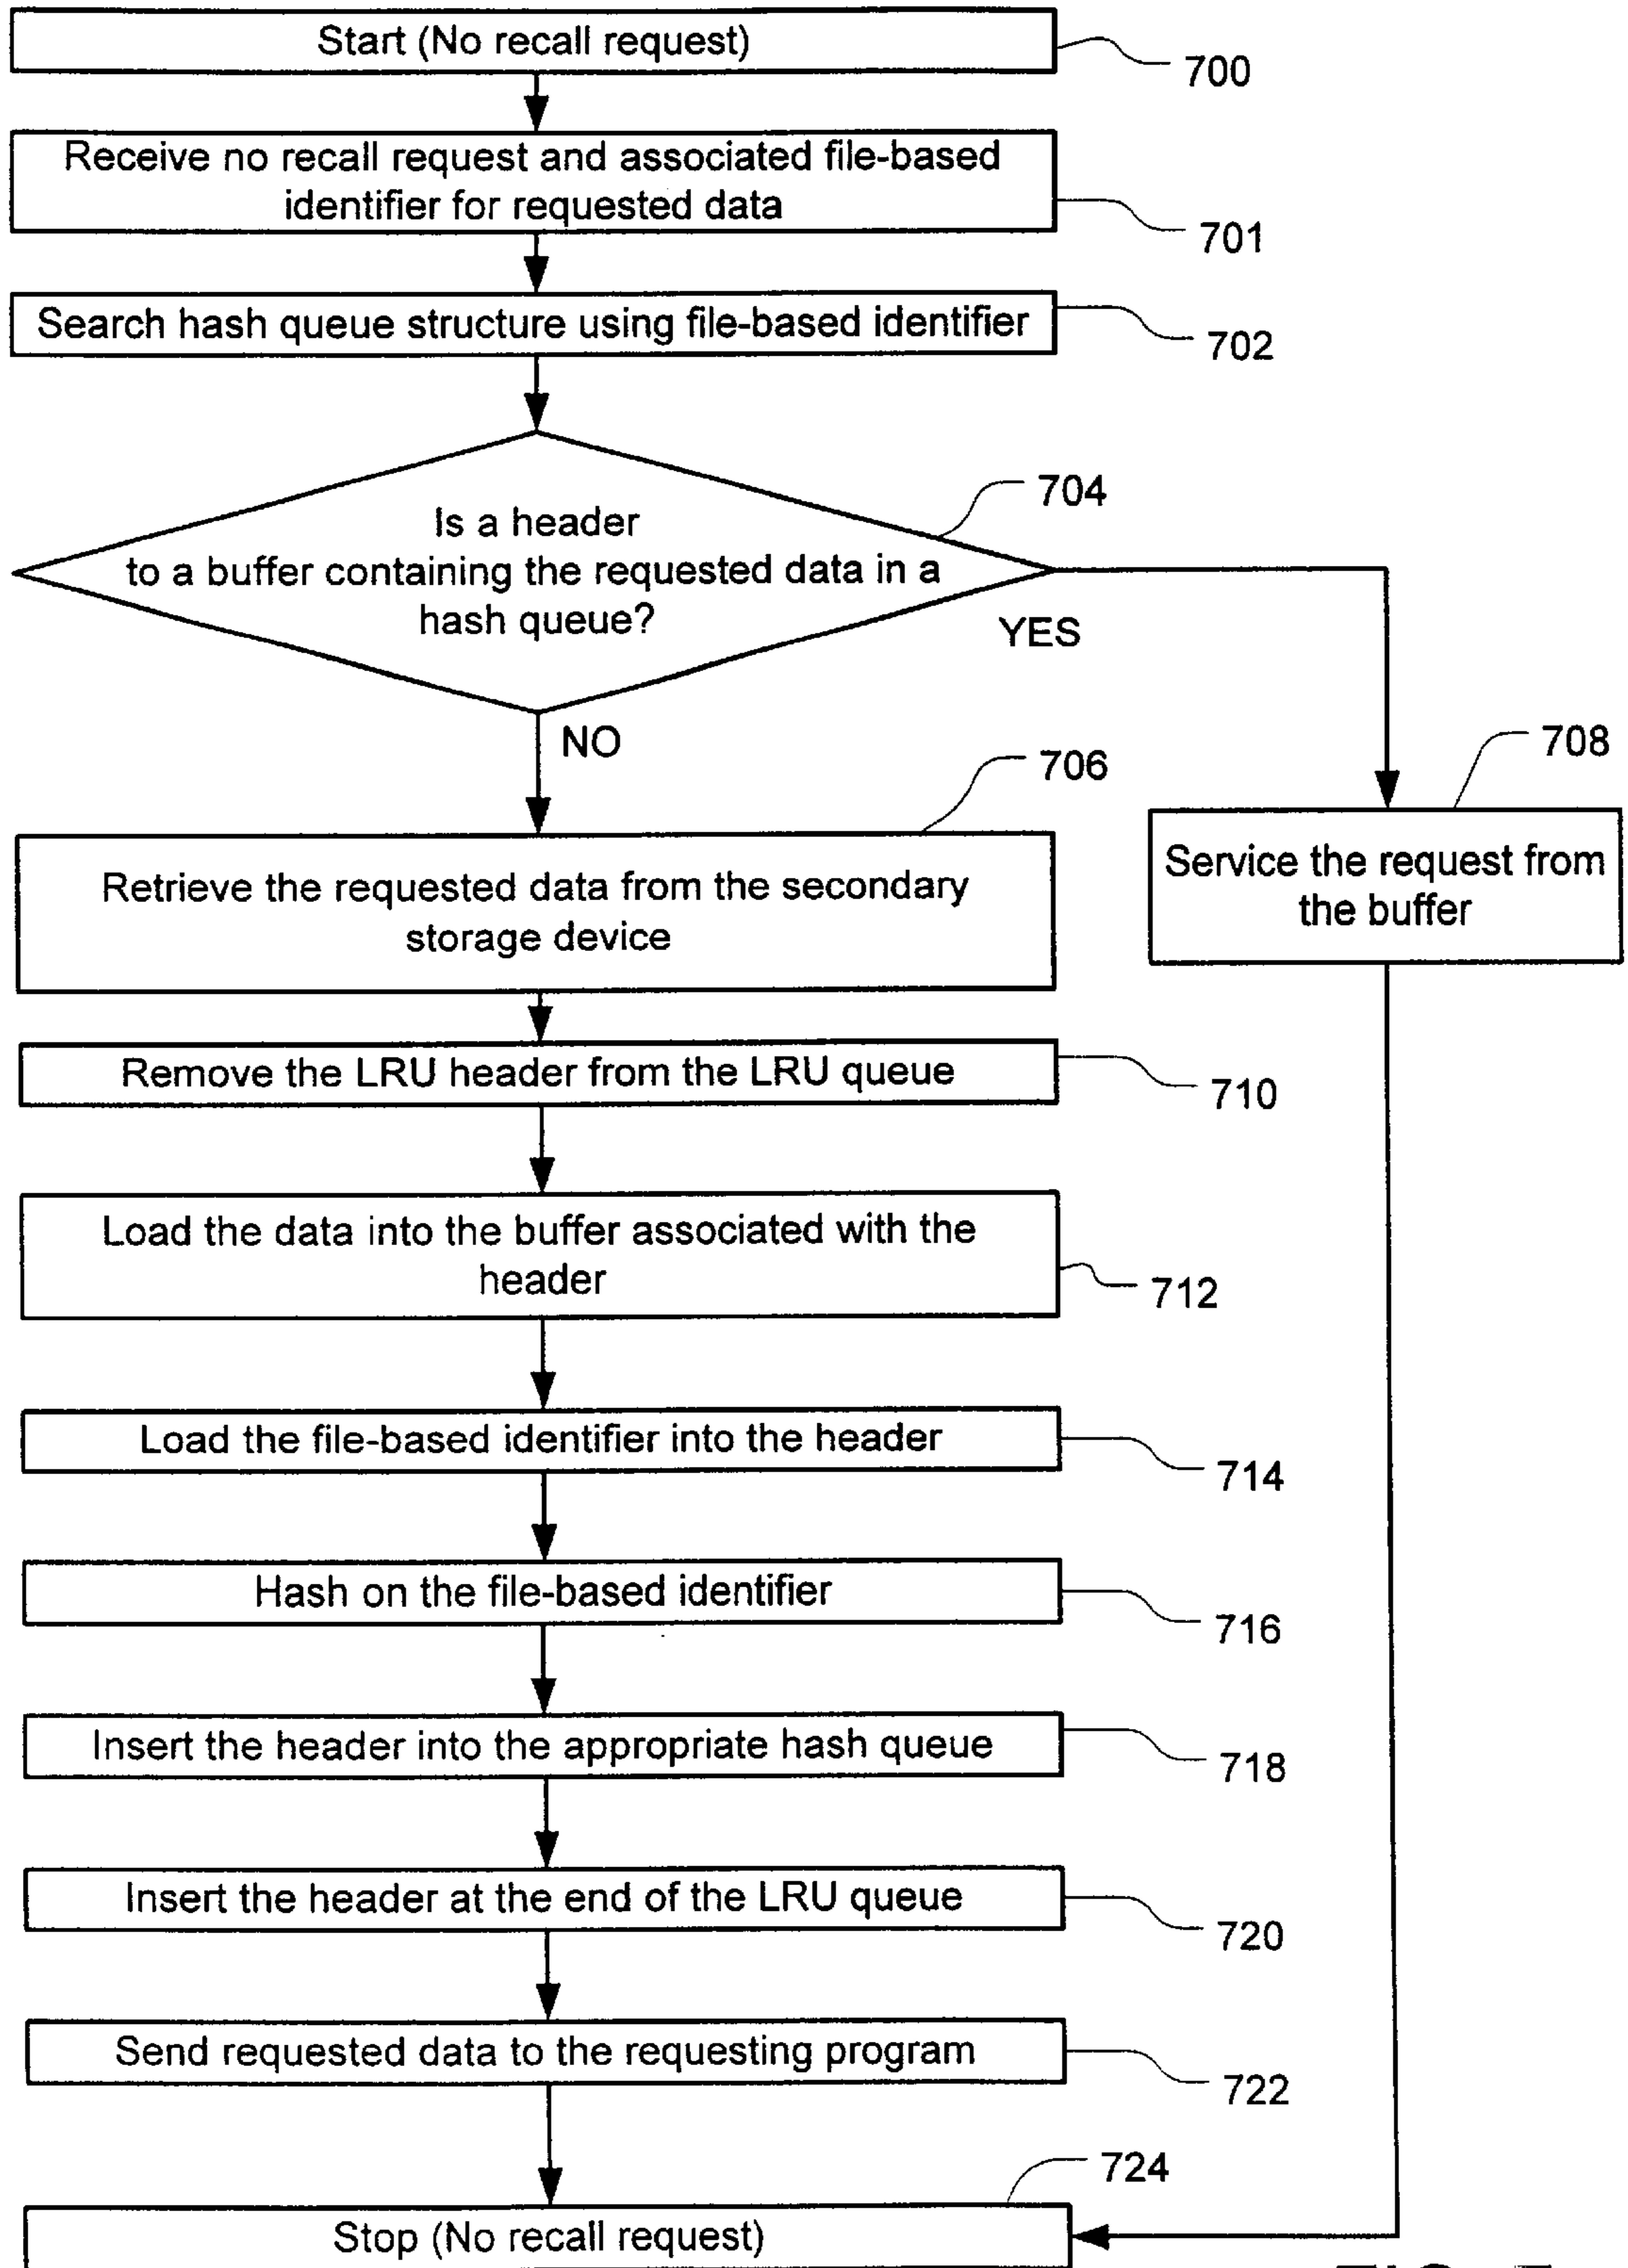 Start (No recall request)
700
Receive no recall request and associated file-based
identifier for requested data
701
Search hash queue structure using file-based identifier
702
704
Is a header
to a buffer containing the requested data in a
hash queue?
YES
NO
706
708
Retrieve the requested data from the secondary
storage device
Service the request from
the buffer
Remove the LRU header from the LRU queue
710
Load the data into the buffer associated with the
header
712
Load the file-based identifier into the header
714
Hash on the file-based identifier
716
Insert the header into the appropriate hash queue
718
Insert the header at the end of the LRU queue
720
Send requested data to the requesting program
722
724
Stop (No recall request)